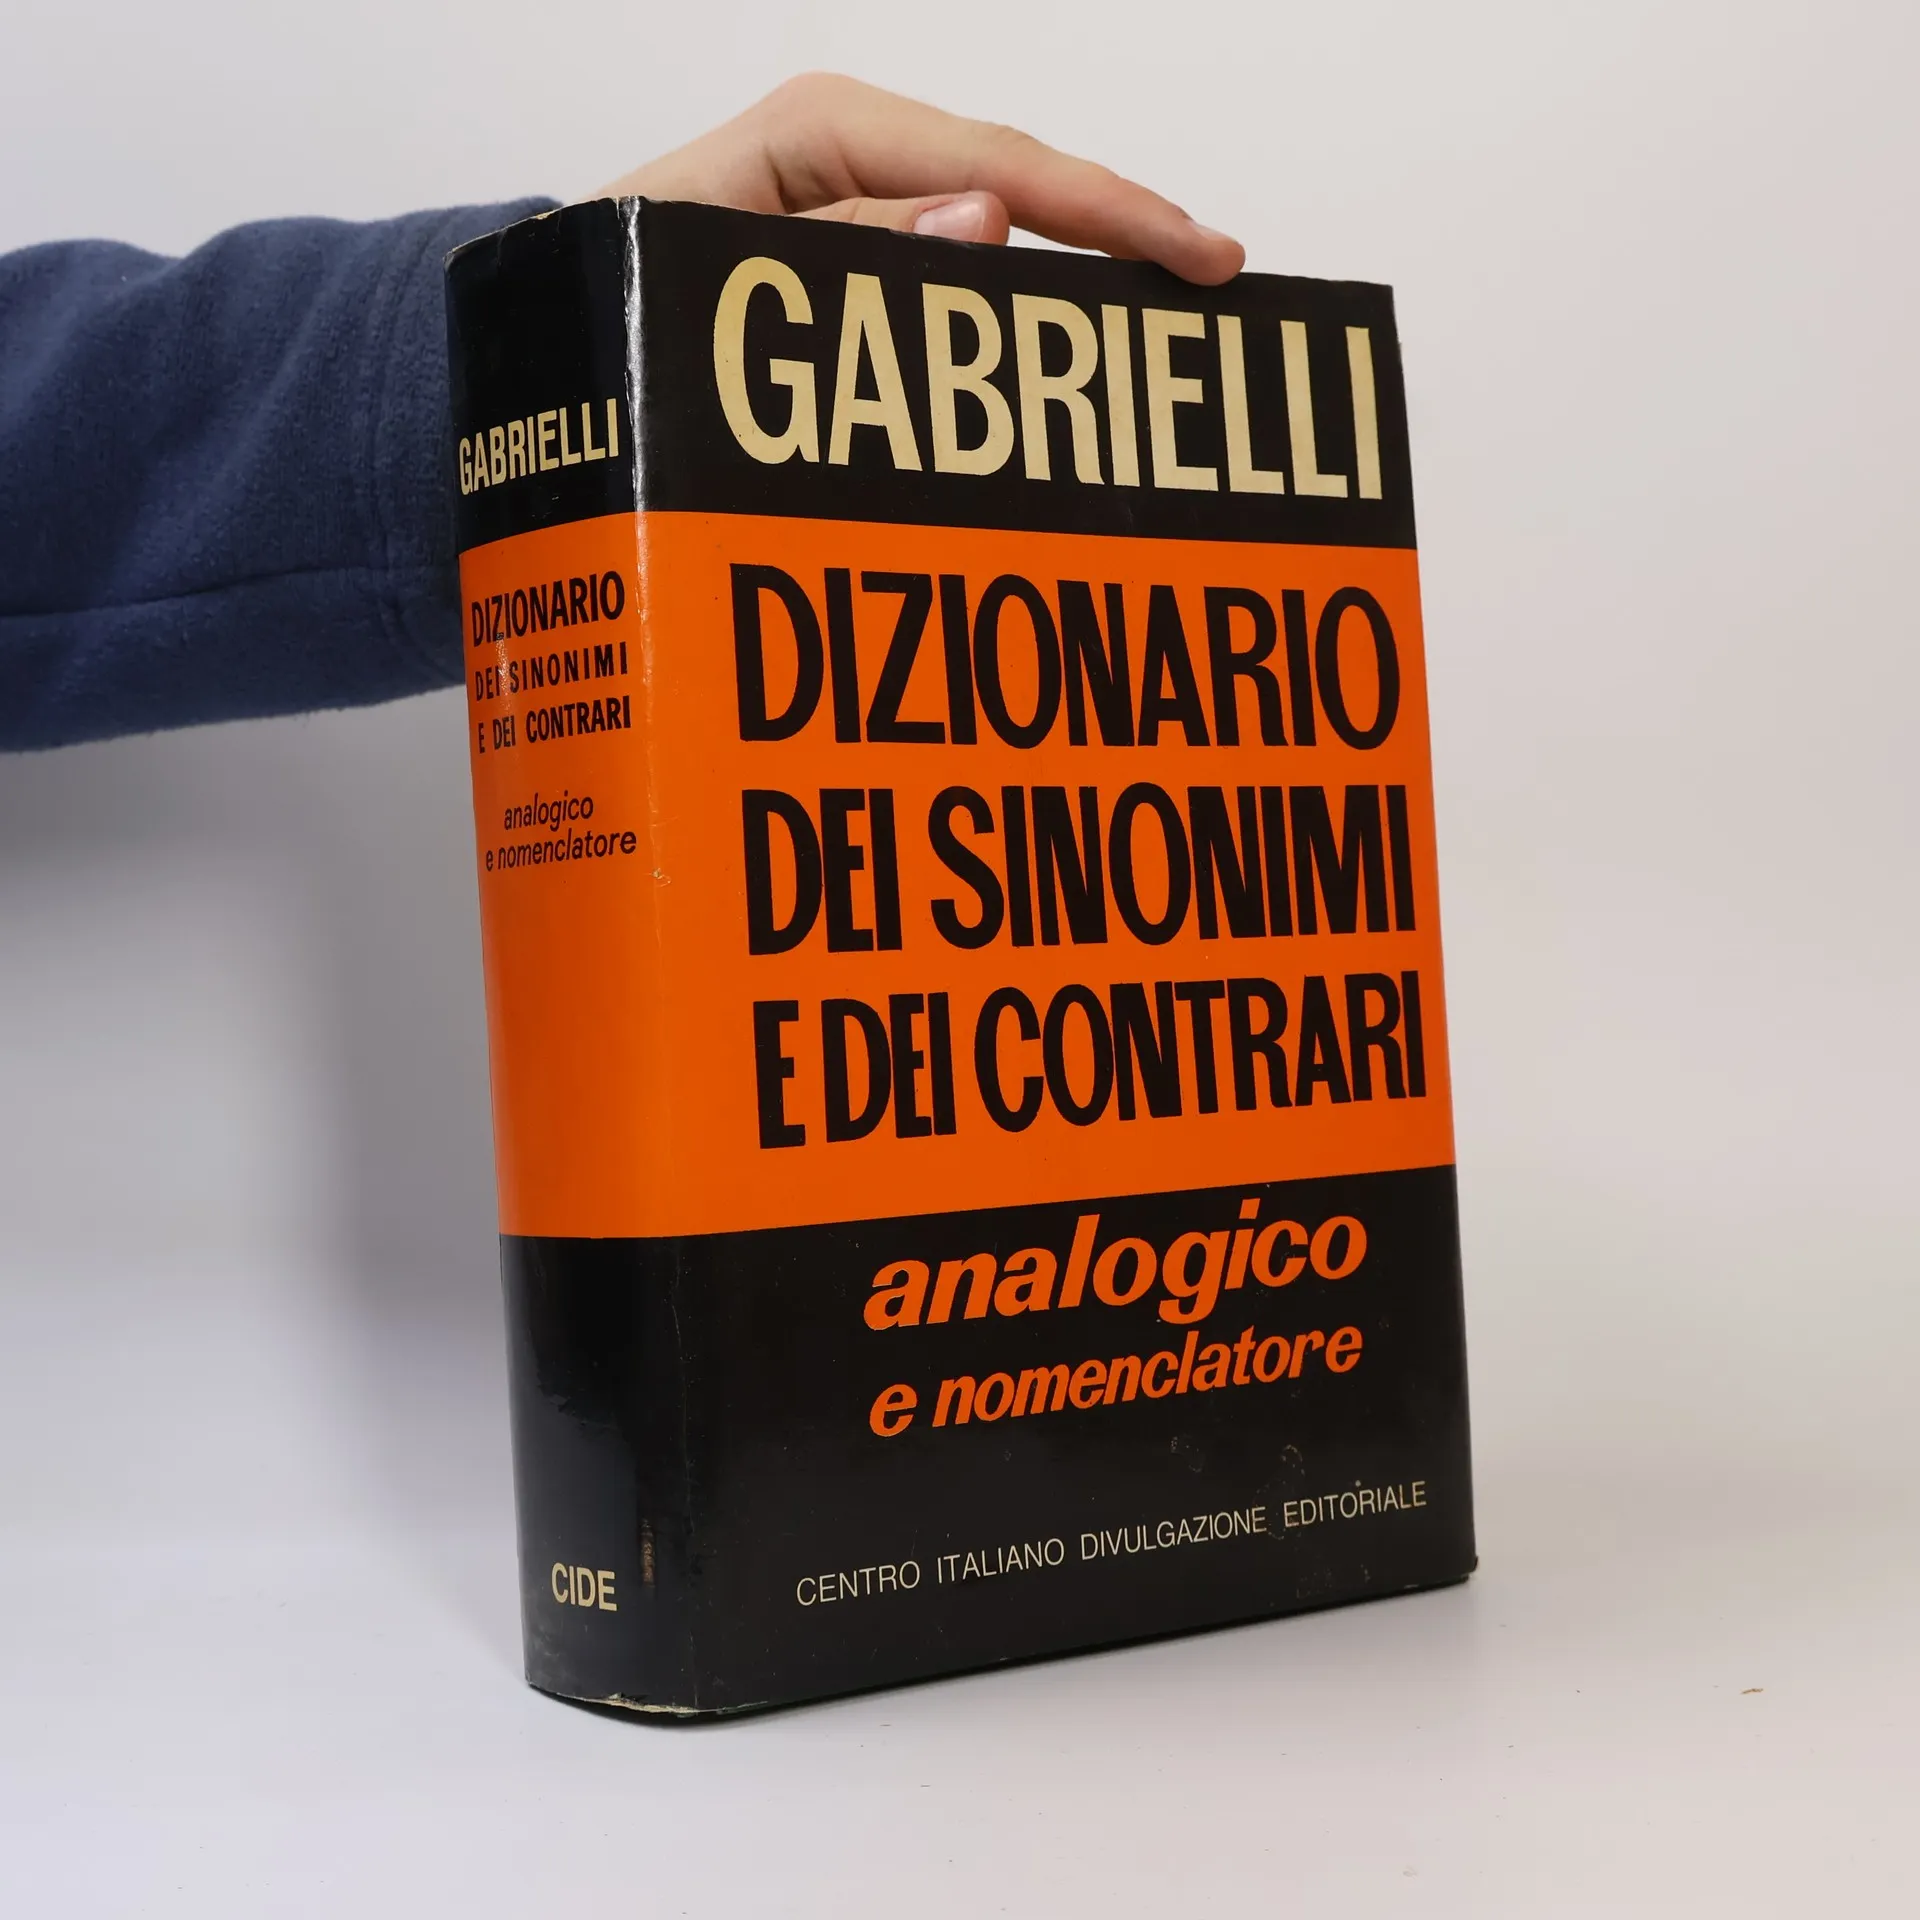 GABRIELLI
DIZIONARIO
DEI SINONIMI
E DEI CONTRARI
analogico
e nomenclatore
CIDE
GABRIELLI
DIZIONARIO
DEI SINONIMI
E DEI CONTRARI
analogico
e nomenclatore
CENTRO ITALIANO DIVULGAZIONE EDITORIALE